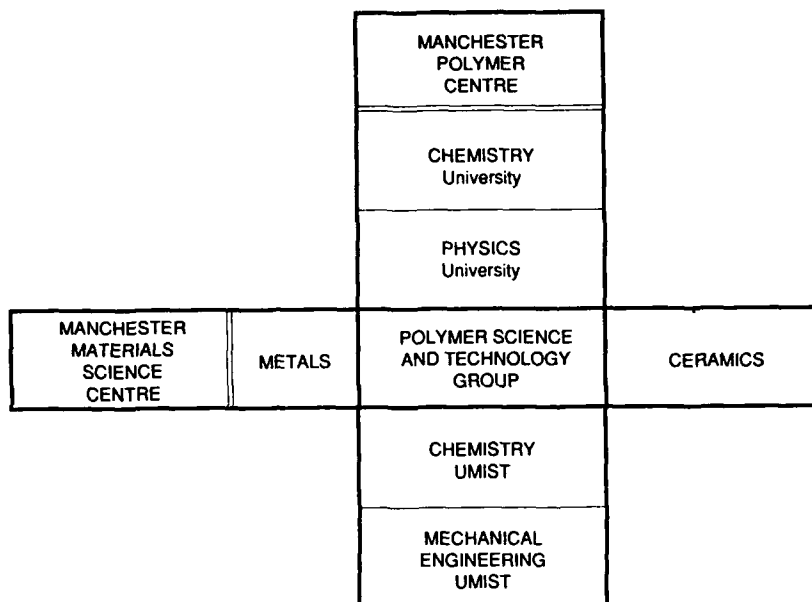 MANCHESTER
POLYMER
CENTRE
CHEMISTRY
University
PHYSICS
University
MANCHESTER
MATERIALS
SCIENCE
CENTRE
METALS
POLYMER SCIENCE
AND TECHNOLOGY
GROUP
CERAMICS
CHEMISTRY
UMIST
MECHANICAL
ENGINEERING
UMIST